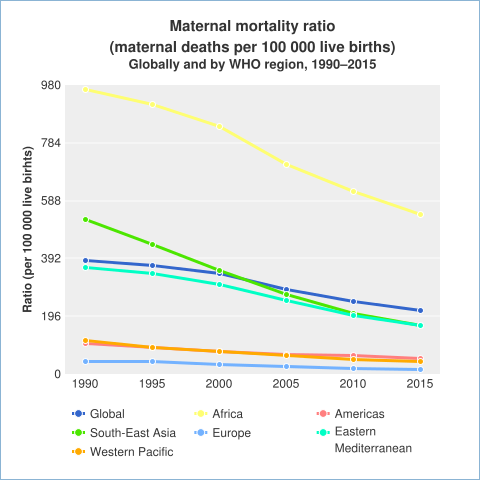 Maternal mortality ratio
(maternal deaths per 100 000 live births)
Globally and by WHO region, 1990–2015
Ratio (per 100 000 live birhts)
980
784
588
392
196
0
1990 1995 2000 2005 2010 2015
Global Africa Americas
South-East Asia Europe Eastern
Mediterranean
Western Pacific